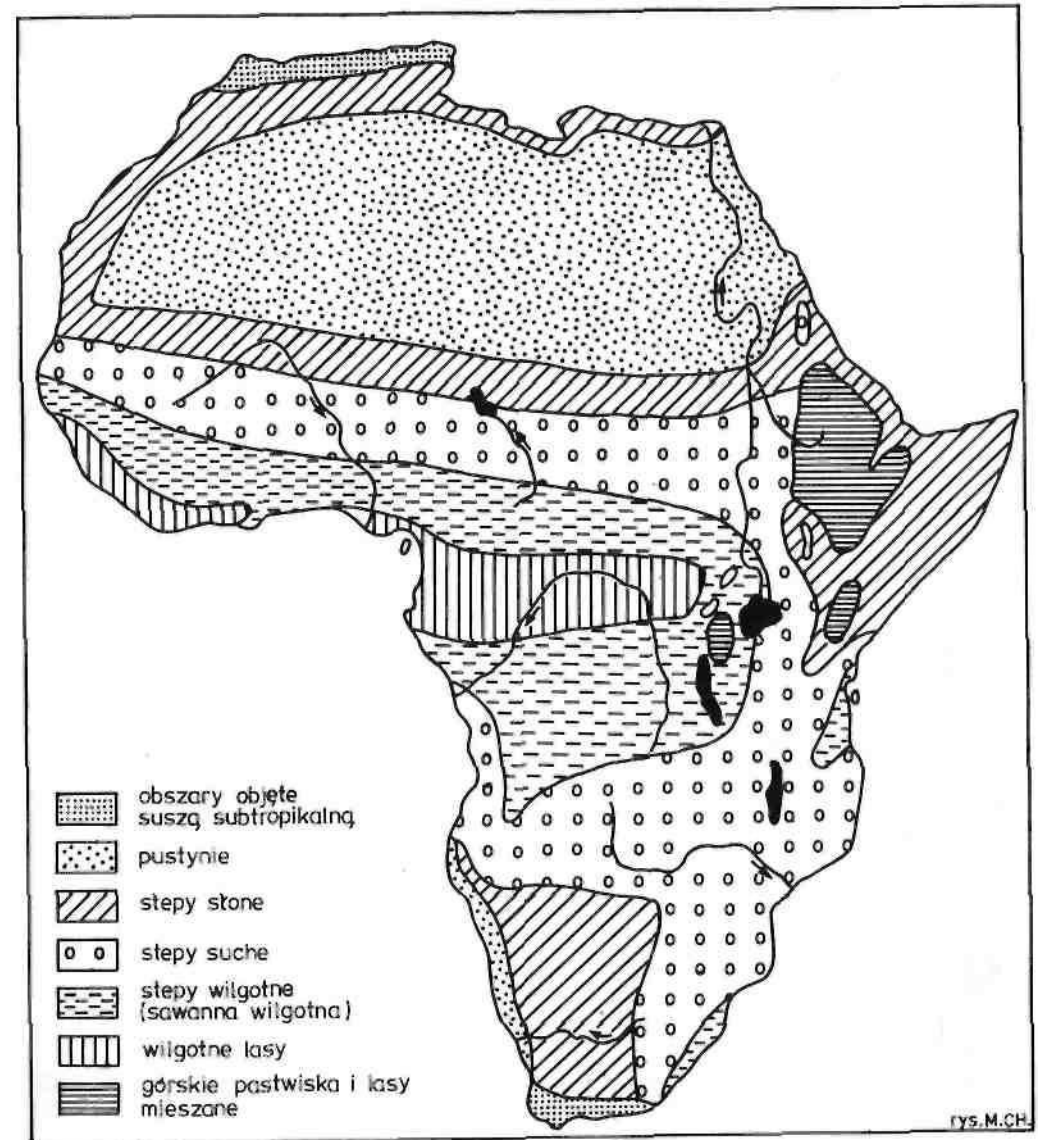 obszary objęte
suszą subtropikalną
pustynie
stepy słone
stepy suche
stepy wilgotne
(sawanna wilgotna)
wilgotne lasy
górskie pastwiska i lasy
mieszane
rys.M.CH.